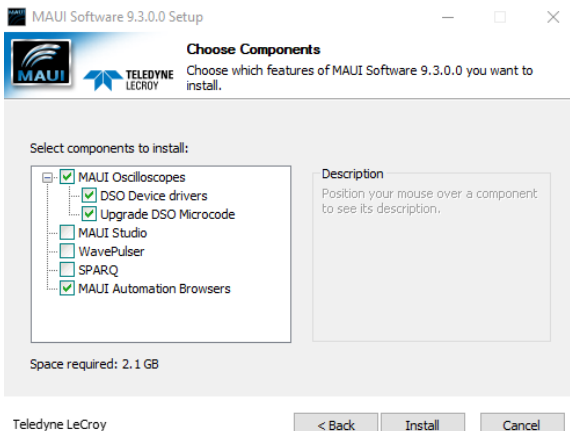 MAUI Software 9.3.0.0 Setup
Choose Components
Choose which features of MAUI Software 9.3.0.0 you want to
install.
MAUI
TELEDYNE
LECROY
Select components to install:
MAUI Oscilloscopes
DSO Device drivers
Upgrade DSO Microcode
MAUI Studio
WavePulser
SPARQ
MAUI Automation Browsers
Description
Position your mouse over a component
to see its description.
Space required: 2.1 GB
Teledyne LeCroy
< Back
Install
Cancel